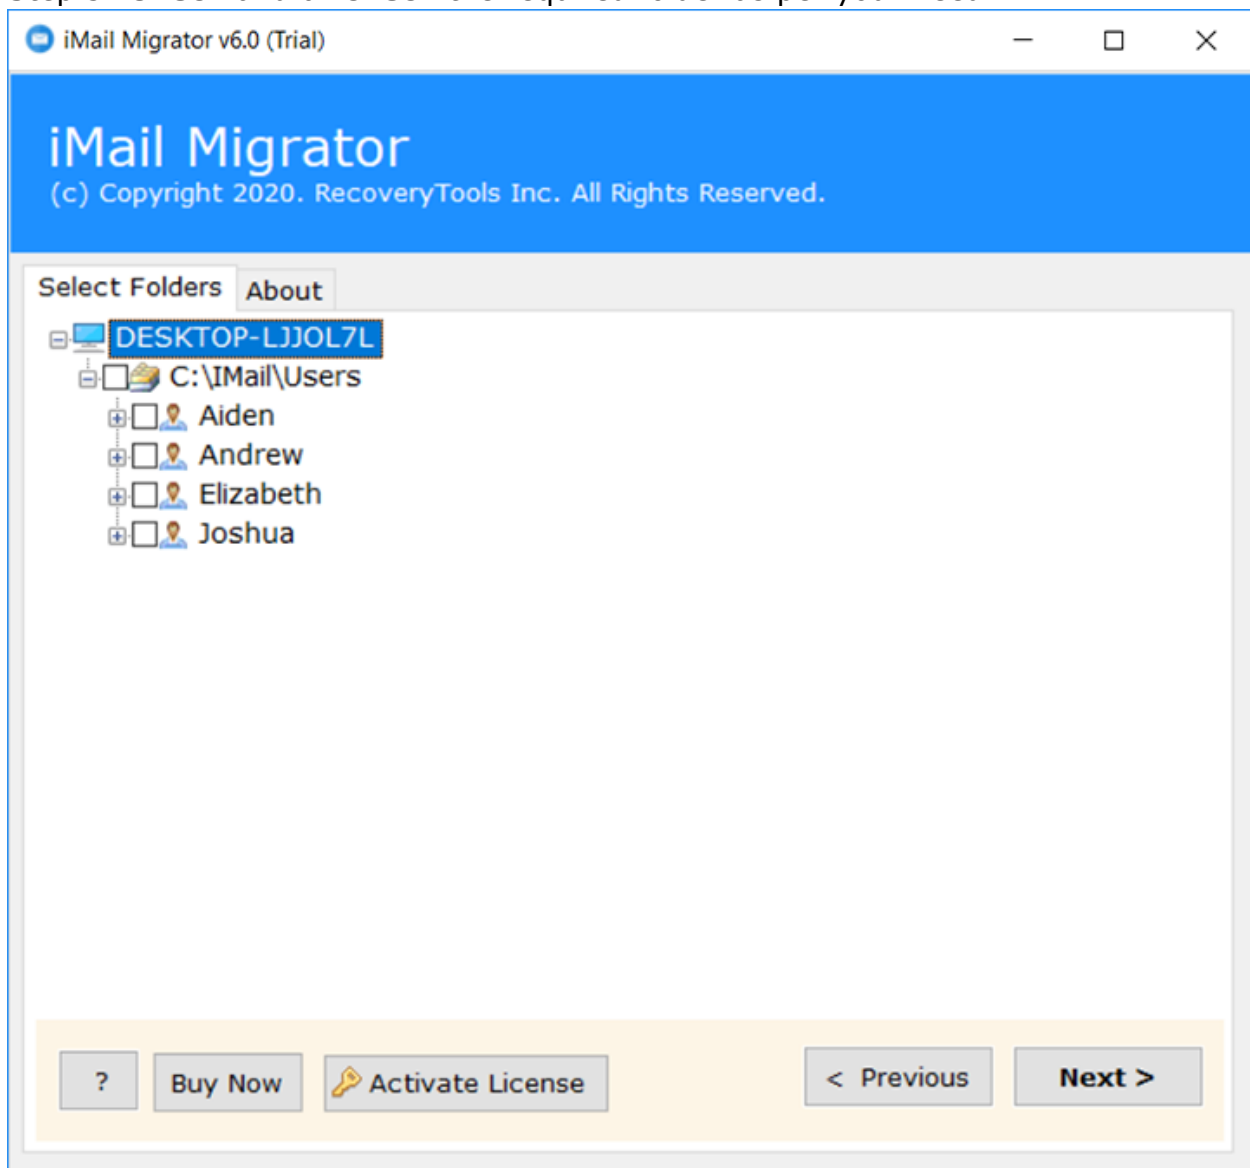 iMail Migrator v6.0 (Trial)
iMail Migrator
(c) Copyright 2020. RecoveryTools Inc. All Rights Reserved.
Select Folders About
DESKTOP-LJJOL7L
C:\IMail\Users
Aiden
Andrew
Elizabeth
Joshua
? Buy Now Activate License < Previous Next >